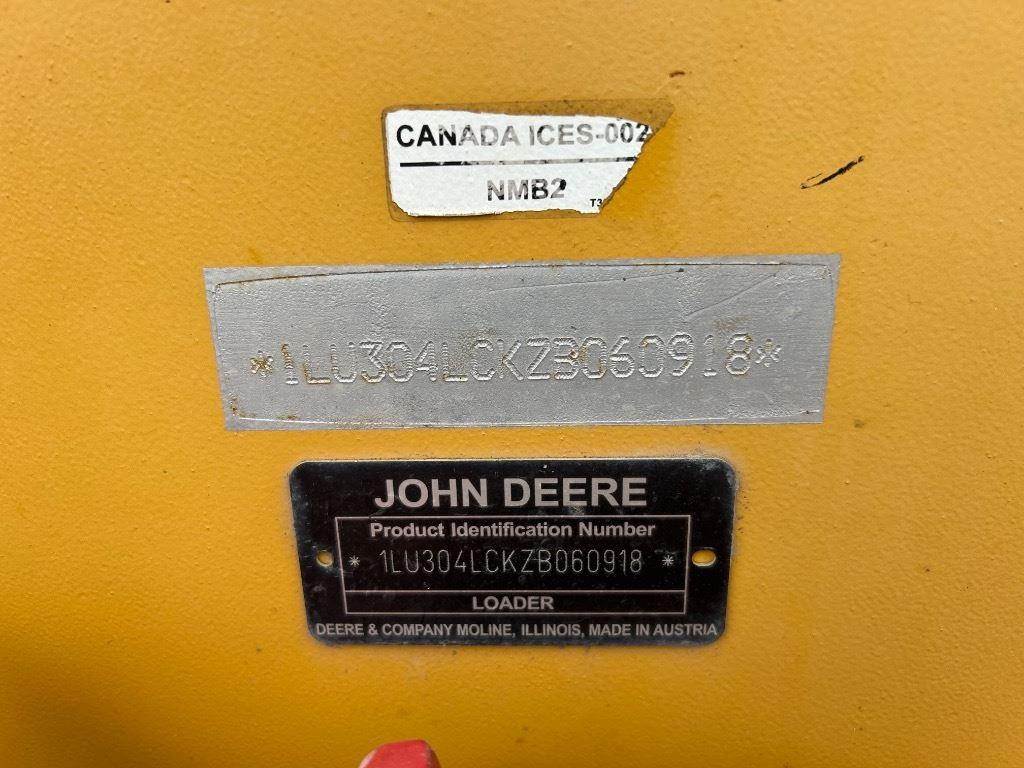 CANADA ICES-002
NMB2
T3
*1LU304LCKZB060918*
JOHN DEERE
Product Identification Number
* 1LU304LCKZB060918 *
LOADER
DEERE & COMPANY MOLINE, ILLINOIS, MADE IN AUSTRIA